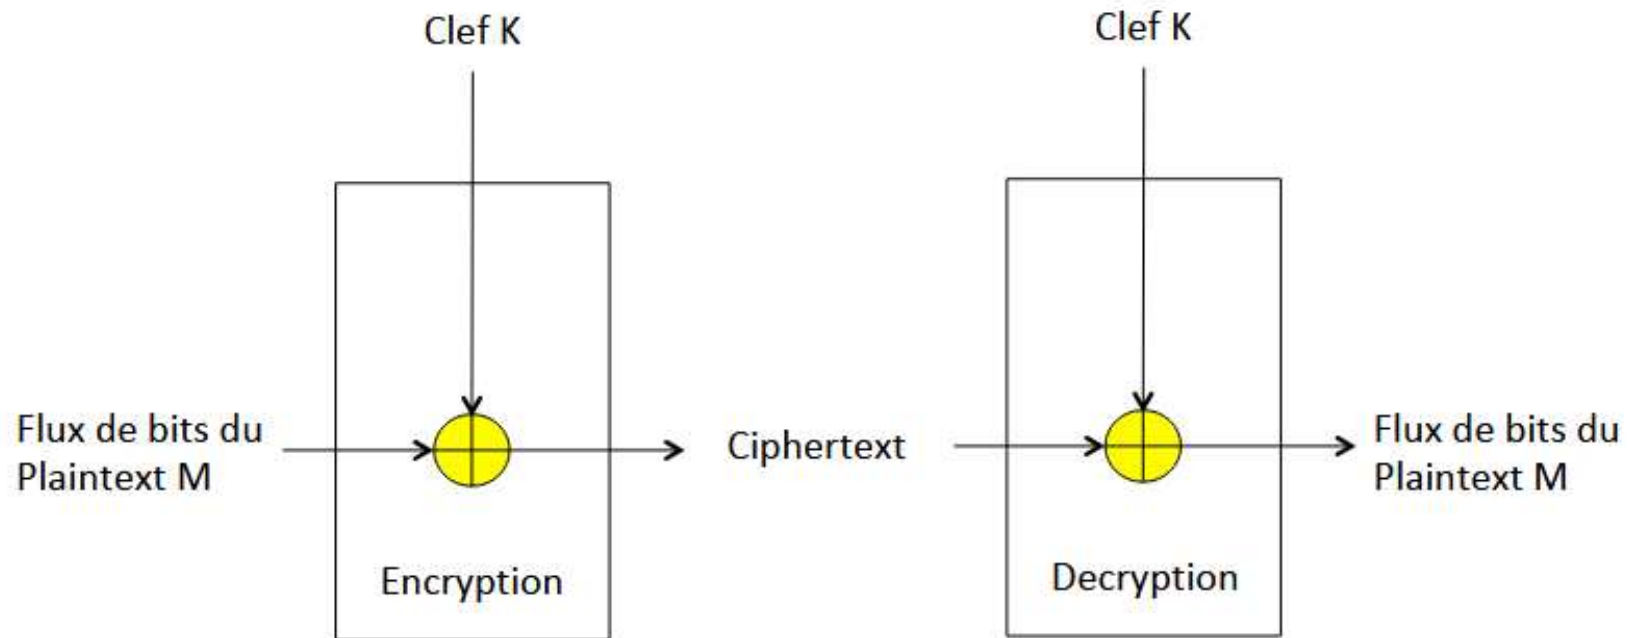 Clef K
Clef K
Flux de bits du
Plaintext M
Ciphertext
Flux de bits du
Plaintext M
Encryption
Decryption